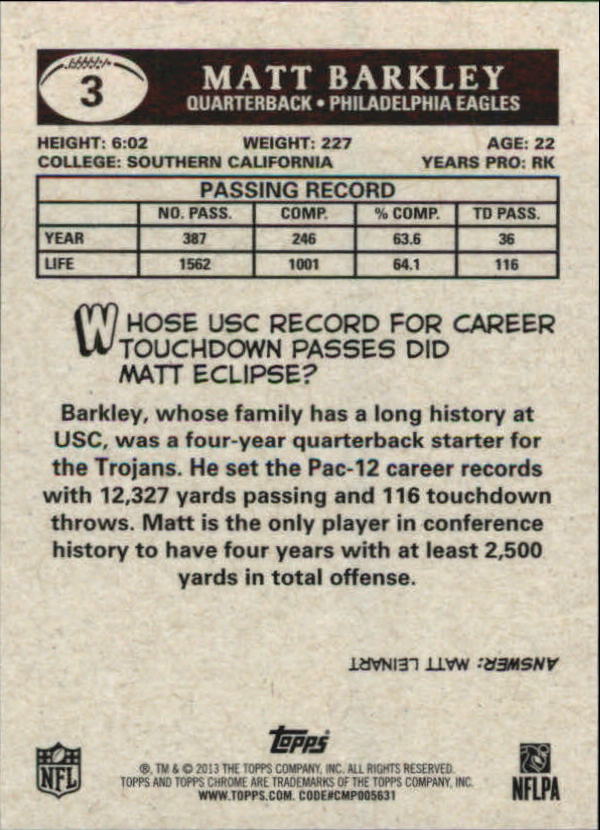 3
MATT BARKLEY
QUARTERBACK • PHILADELPHIA EAGLES
HEIGHT: 6:02 WEIGHT: 227 AGE: 22
COLLEGE: SOUTHERN CALIFORNIA YEARS PRO: RK
PASSING RECORD
NO. PASS. COMP. % COMP. TD PASS.
YEAR 387 246 63.6 36
LIFE 1562 1001 64.1 116
WHOSE USC RECORD FOR CAREER
TOUCHDOWN PASSES DID
MATT ECLIPSE?
Barkley, whose family has a long history at
USC, was a four-year quarterback starter for
the Trojans. He set the Pac-12 career records
with 12,327 yards passing and 116 touchdown
throws. Matt is the only player in conference
history to have four years with at least 2,500
yards in total offense.
ANSWER: MATT LEINART
topps
®, TM & © 2013 THE TOPPS COMPANY, INC. ALL RIGHTS RESERVED.
TOPPS AND TOPPS CHROME ARE TRADEMARKS OF THE TOPPS COMPANY, INC.
WWW.TOPPS.COM. CODE#CMP005631
NFL
NFLPA